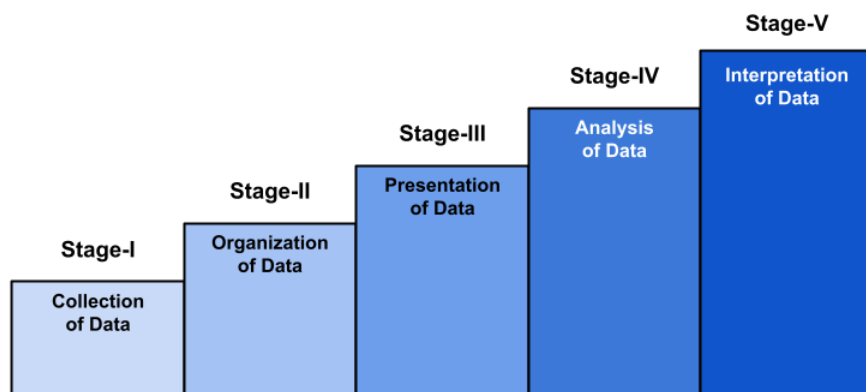 Stage-I
Collection
of Data
Stage-II
Organization
of Data
Stage-III
Presentation
of Data
Stage-IV
Analysis
of Data
Stage-V
Interpretation
of Data